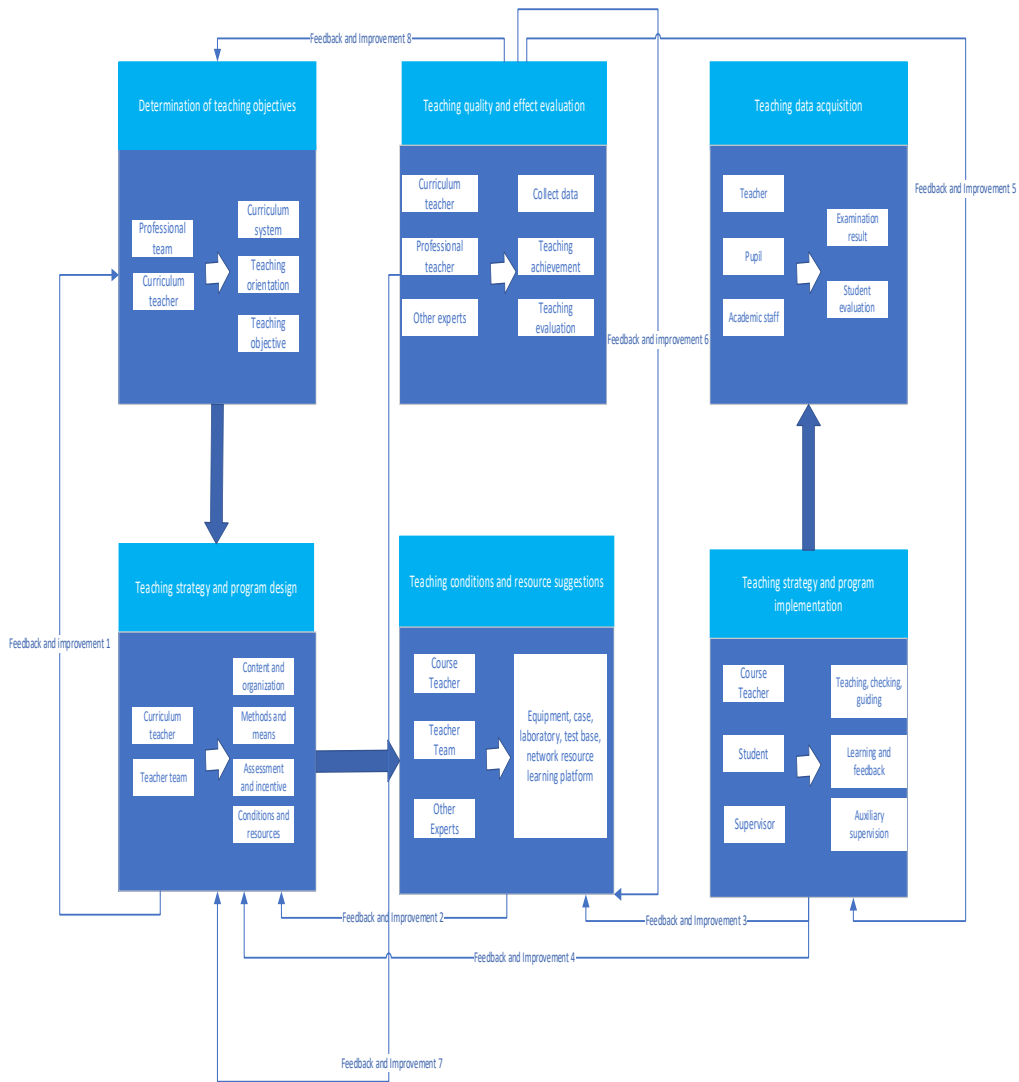 Feedback and Improvement 8
Determination of teaching objectives
Professional
team
Curriculum
teacher
Curriculum
system
Teaching
orientation
Teaching
objective
Teaching quality and effect evaluation
Curriculum
teacher
Professional
teacher
Other experts
Collect data
Teaching
achievement
Teaching
evaluation
Teaching data acquisition
Teacher
Pupil
Academic staff
Examination
result
Student
evaluation
Feedback and Improvement 5
Feedback and improvement 6
Feedback and improvement 1
Teaching strategy and program design
Curriculum
teacher
Teacher team
Content and
organization
Methods and
means
Assessment
and incentive
Conditions and
resources
Teaching conditions and resource suggestions
Course
Teacher
Teacher
Team
Other
Experts
Equipment, case,
laboratory, test base,
network resource
learning platform
Teaching strategy and program
implementation
Course
Teacher
Student
Supervisor
Teaching, checking,
guiding
Learning and
feedback
Auxiliary
supervision
Feedback and Improvement 2
Feedback and Improvement 3
Feedback and Improvement 4
Feedback and Improvement 7